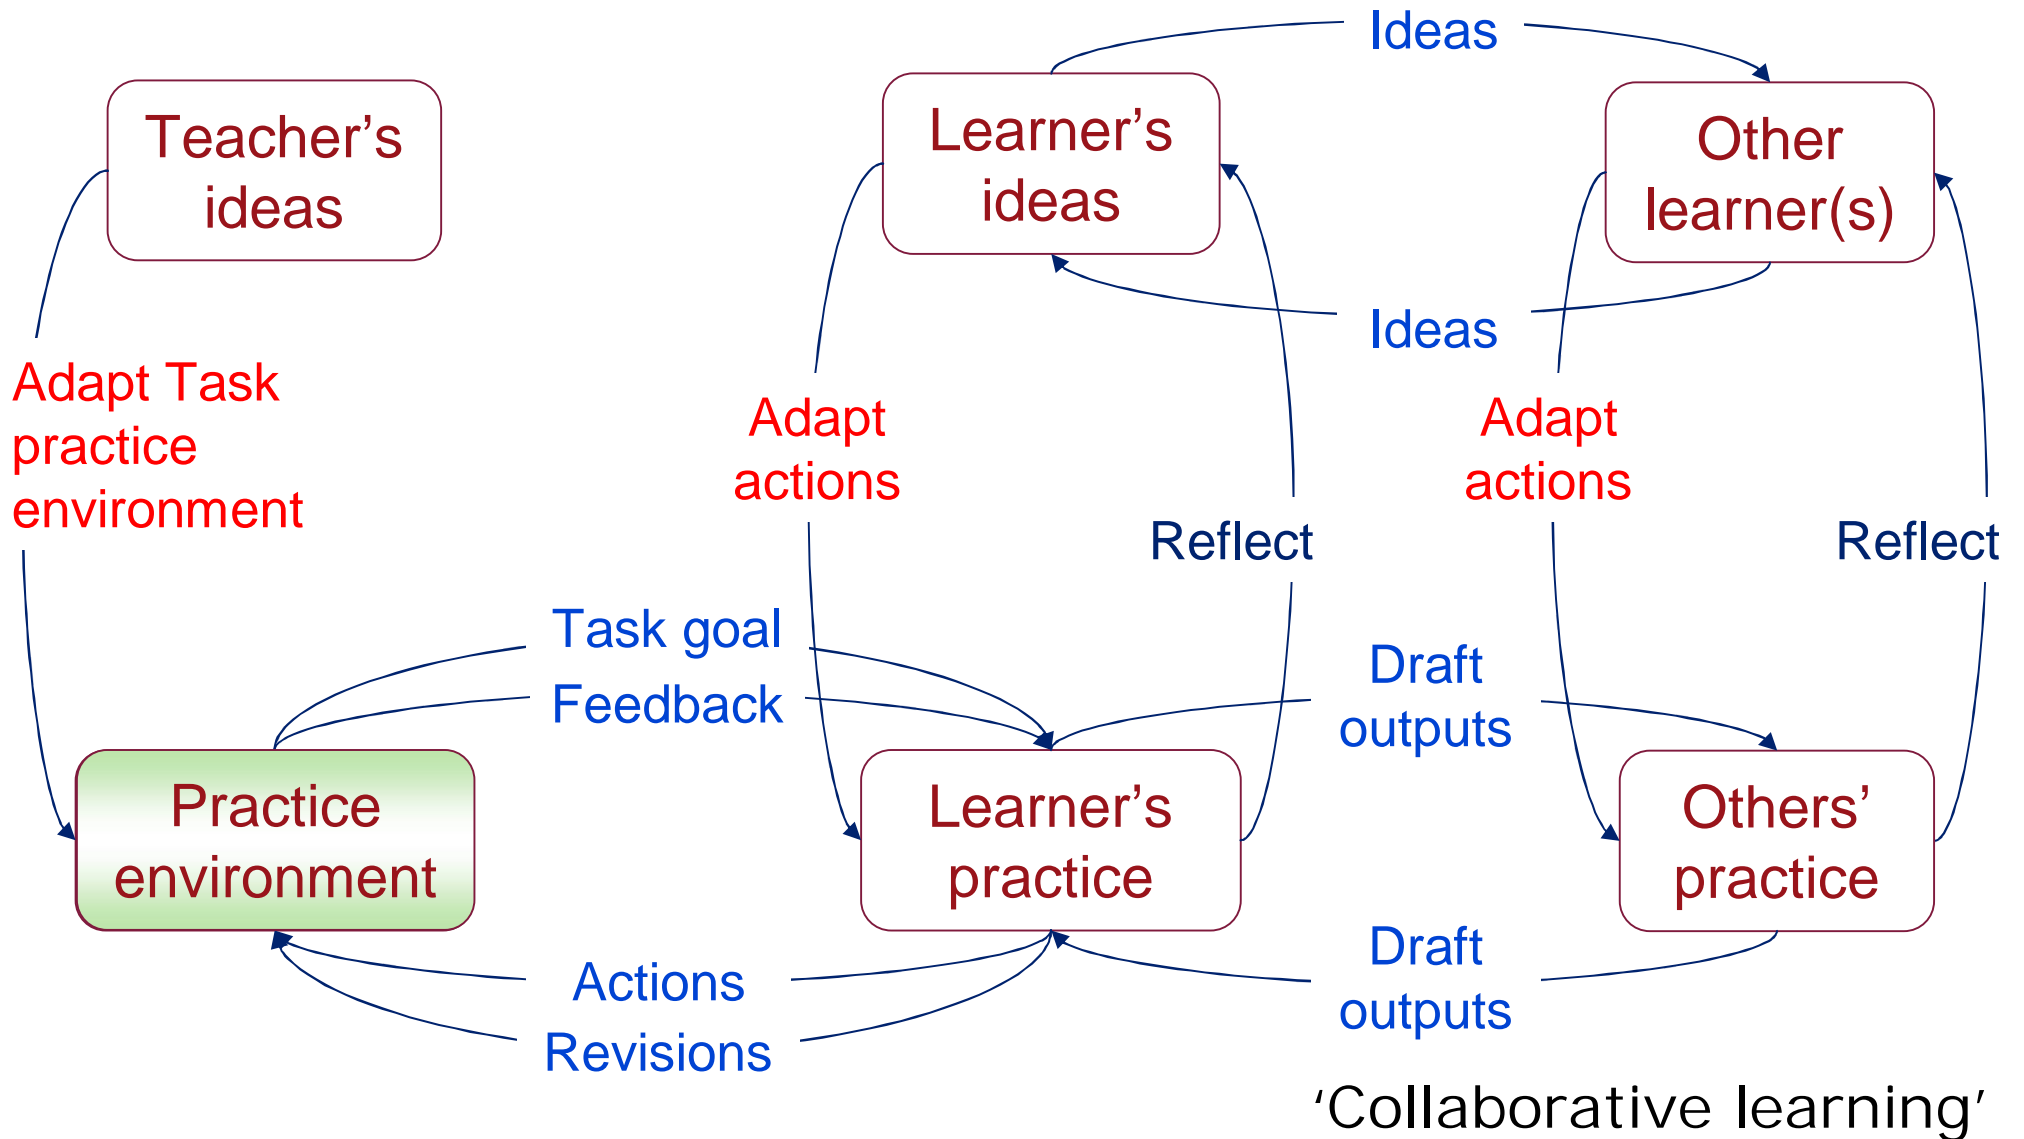 Ideas
Teacher’s
ideas
Learner’s
ideas
Other
learner(s)
Ideas
Adapt Task
practice
environment
Adapt
actions
Adapt
actions
Reflect
Reflect
Task goal
Feedback
Draft
outputs
Practice
environment
Learner’s
practice
Others’
practice
Actions
Revisions
Draft
outputs
‘Collaborative learning’